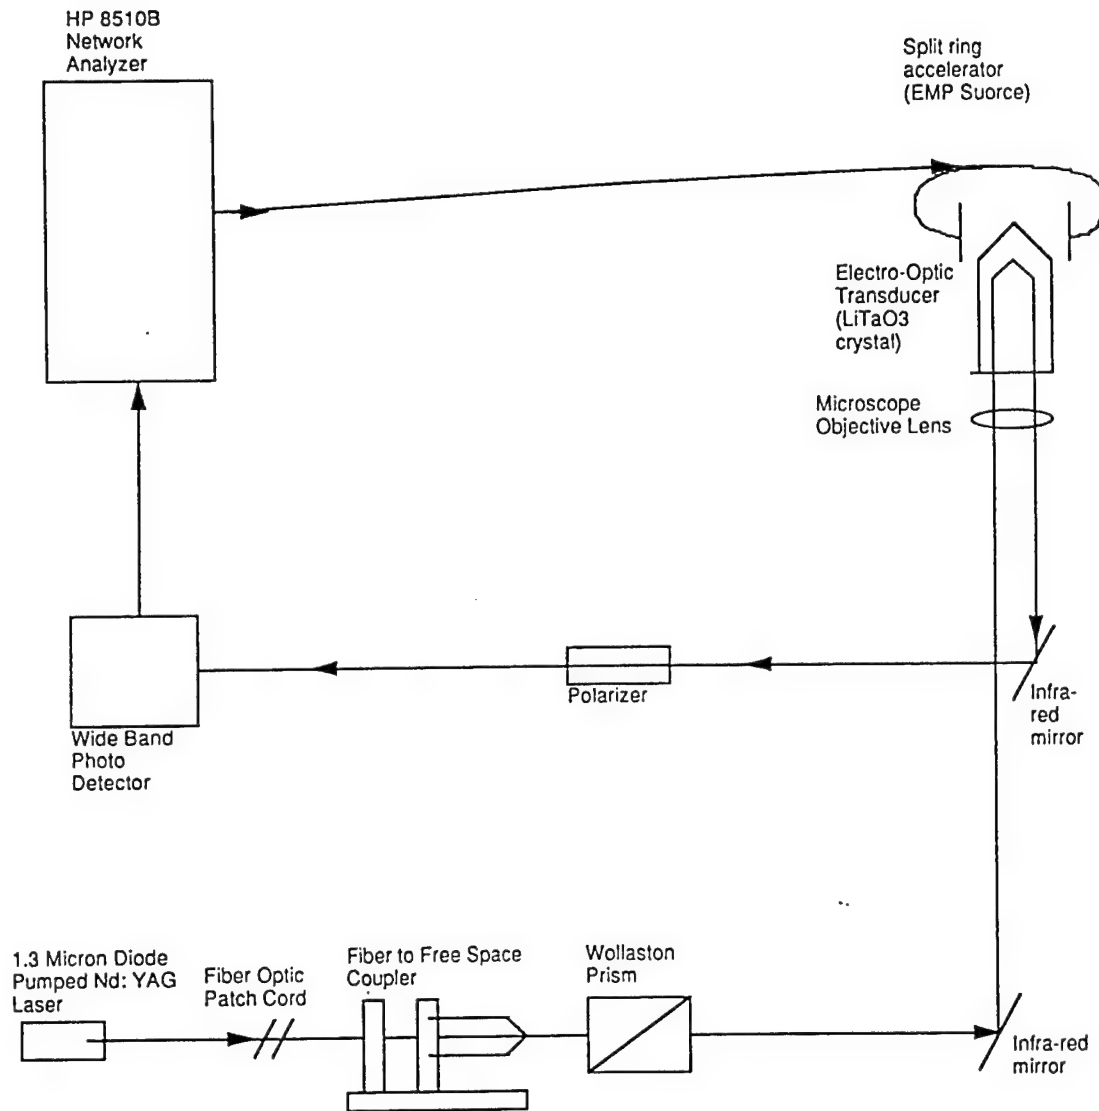 HP 8510B
Network
Analyzer
Split ring
accelerator
(EMP Suorce)
Electro-Optic
Transducer
(LiTaO3
crystal)
Microscope
Objective Lens
Polarizer
Infra-
red
mirror
Wide Band
Photo
Detector
1.3 Micron Diode
Pumped Nd: YAG
Laser
Fiber Optic
Patch Cord
Fiber to Free Space
Coupler
Wollaston
Prism
Infra-red
mirror